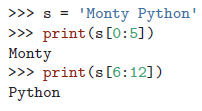 >>> s = 'Monty Python'
>>> print(s[0:5])
Monty
>>> print(s[6:12])
Python